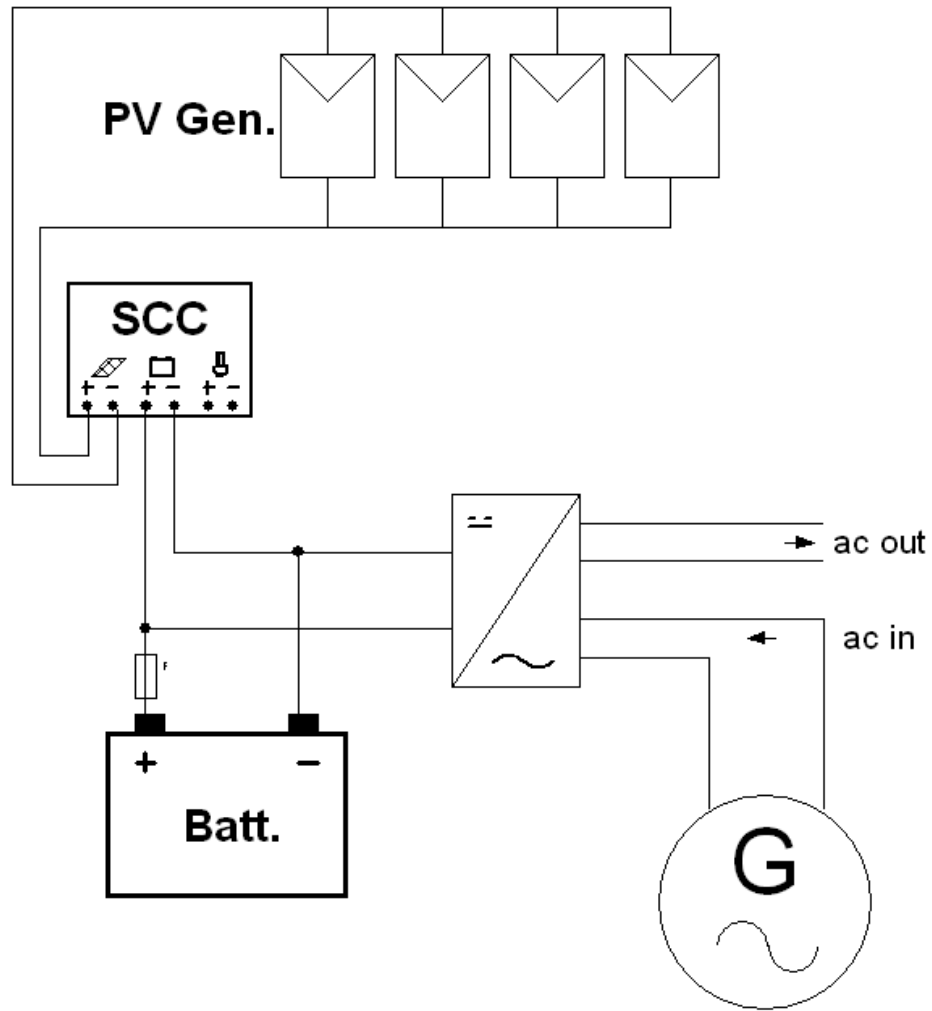 PV Gen.
SCC
+ - + - + -
ac out
ac in
F
+ -
Batt.
G